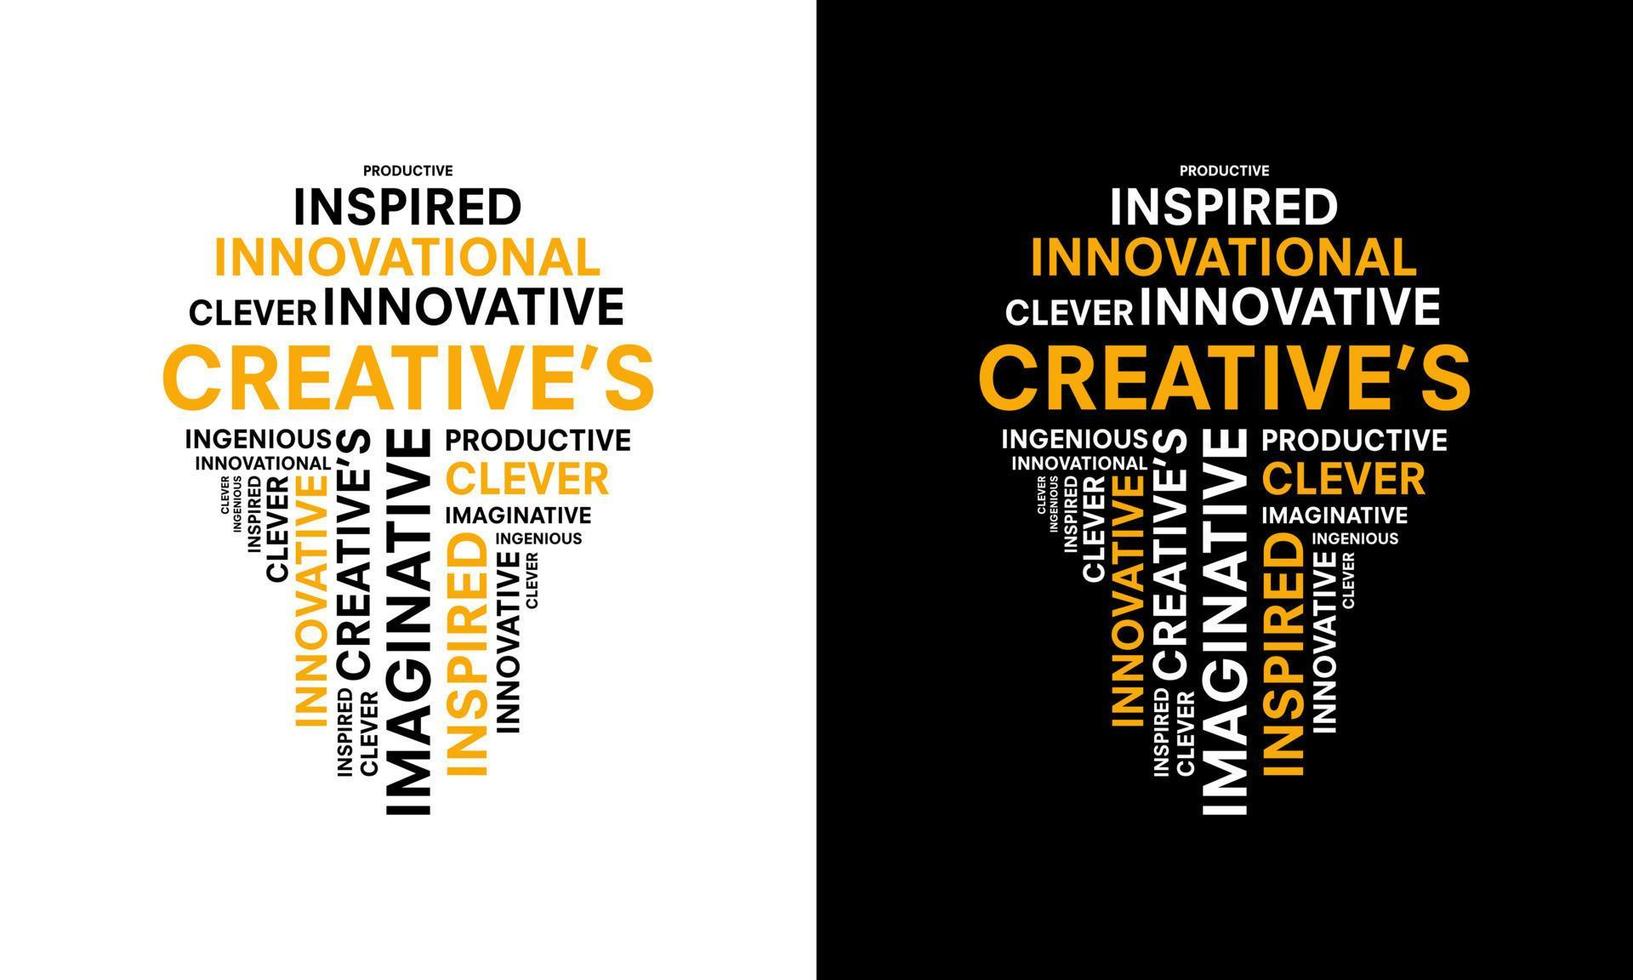 PRODUCTIVE
INSPIRED
INNOVATIONAL
CLEVER INNOVATIVE
CREATIVE’S
INGENIOUS
INNOVATIONAL
CLEVER
INGENIOUS
INSPIRED
CLEVER
INNOVATIVE
CREATIVE’S
INSPIRED
CLEVER
IMAGINATIVE
PRODUCTIVE
CLEVER
IMAGINATIVE
INGENIOUS
INSPIRED
INNOVATIVE
CLEVER
PRODUCTIVE
INSPIRED
INNOVATIONAL
CLEVER INNOVATIVE
CREATIVE’S
INGENIOUS
INNOVATIONAL
CLEVER
INGENIOUS
INSPIRED
CLEVER
INNOVATIVE
CREATIVE’S
INSPIRED
CLEVER
IMAGINATIVE
PRODUCTIVE
CLEVER
IMAGINATIVE
INGENIOUS
INSPIRED
INNOVATIVE
CLEVER